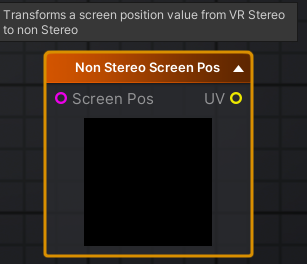 Transforms a screen position value from VR Stereo
to non Stereo
Non Stereo Screen Pos
Screen Pos UV